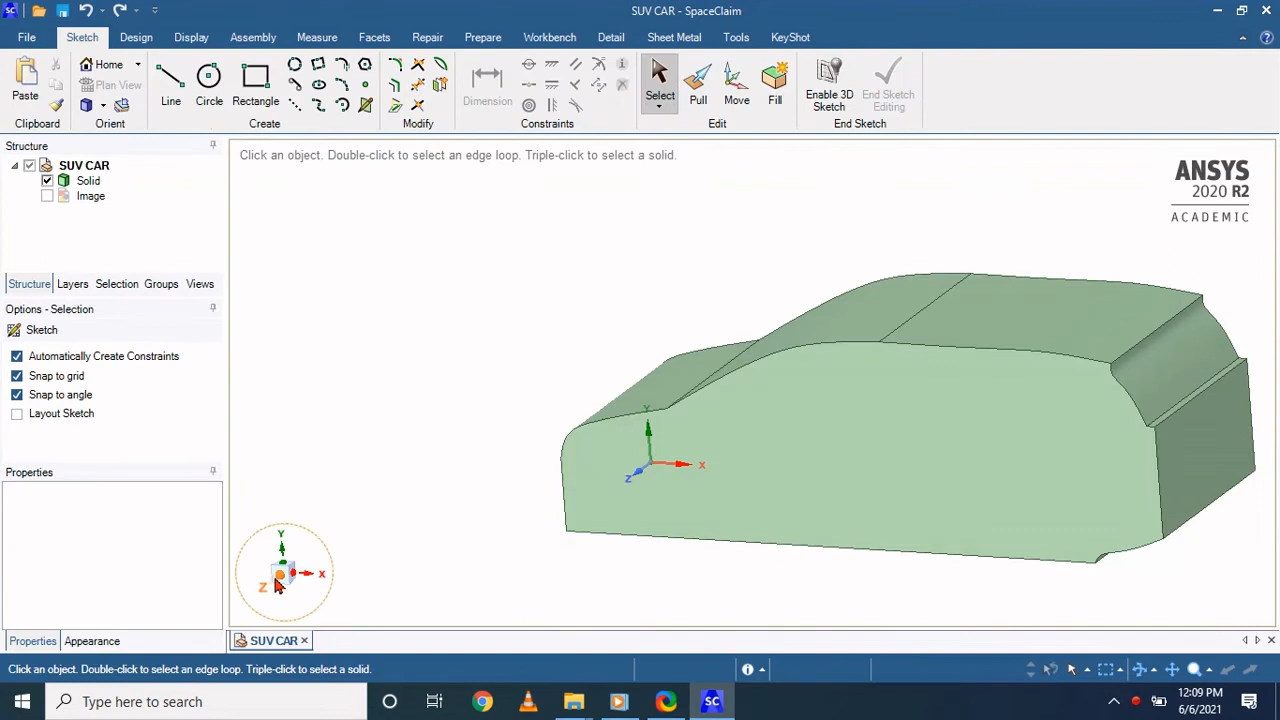 SC
SUV CAR - SpaceClaim
File Sketch Design Display Assembly Measure Facets Repair Prepare Workbench Detail Sheet Metal Tools KeyShot
Paste
Home
Plan View
Line Circle Rectangle
Dimension
Select Pull Move Fill
Enable 3D Sketch
End Sketch Editing
Clipboard Orient Create Modify Constraints Edit End Sketch
Structure
SUV CAR
Solid
Image
Structure Layers Selection Groups Views
Options - Selection
Sketch
Automatically Create Constraints
Snap to grid
Snap to angle
Layout Sketch
Properties
Properties Appearance
Click an object. Double-click to select an edge loop. Triple-click to select a solid.
ANSYS
2020 R2
ACADEMIC
Y
X
Z
Y
X
Z
SUV CAR
Click an object. Double-click to select an edge loop. Triple-click to select a solid.
Type here to search
SC
12:09 PM
6/6/2021